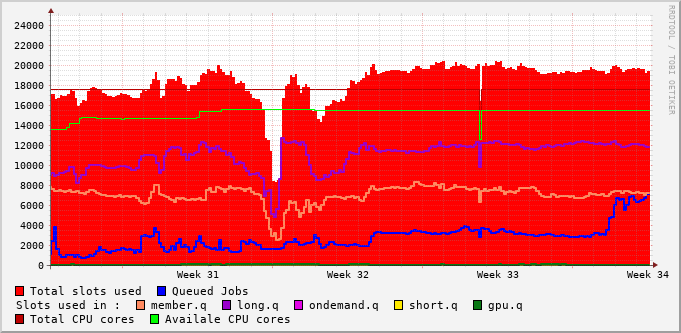 24000
22000
20000
18000
16000
14000
12000
10000
8000
6000
4000
2000
0
Week 31 Week 32 Week 33 Week 34
RRDTOOL / TOBI OETIKER
Total slots used Queued Jobs
Slots used in : member.q long.q ondemand.q short.q gpu.q
Total CPU cores Availale CPU cores